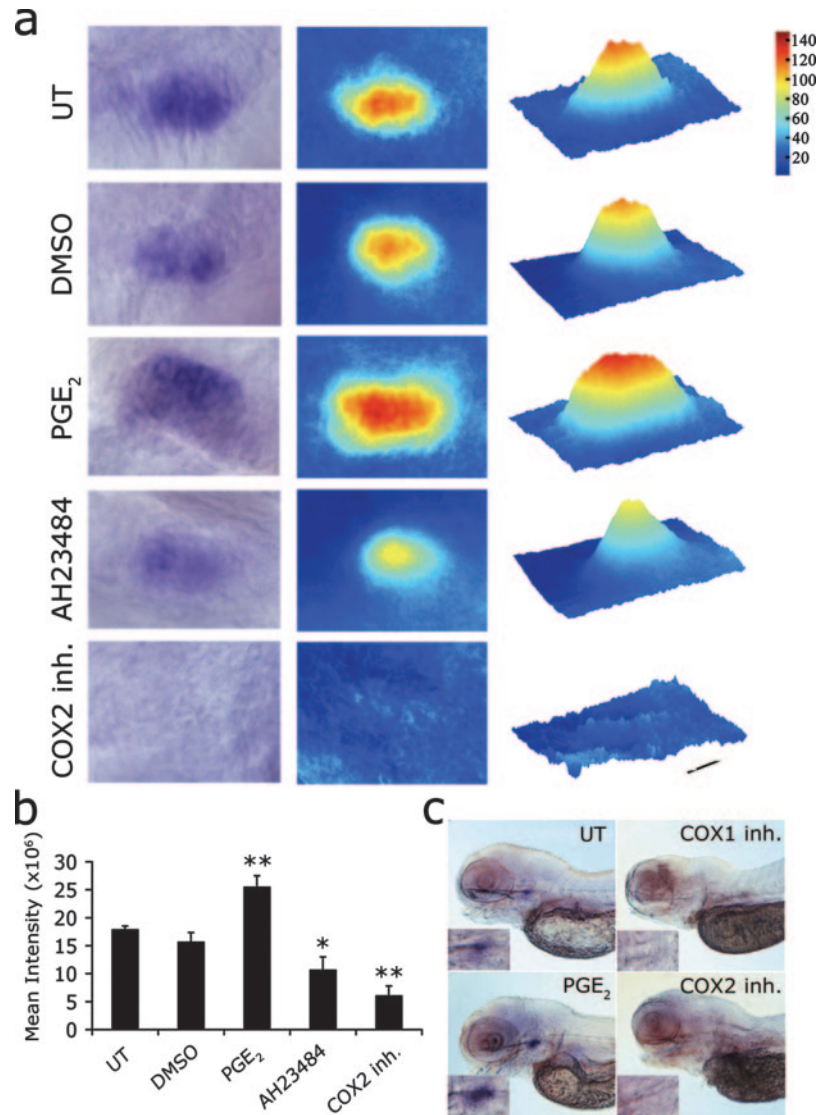 a
UT
DMSO
PGE₂
AH23484
COX2 inh.
140
120
100
80
60
40
20
b
Mean Intensity (x10⁶)
30
25
20
15
10
5
0
**
*
**
UT
DMSO
PGE₂
AH23484
COX2 inh.
c
UT
COX1 inh.
PGE₂
COX2 inh.